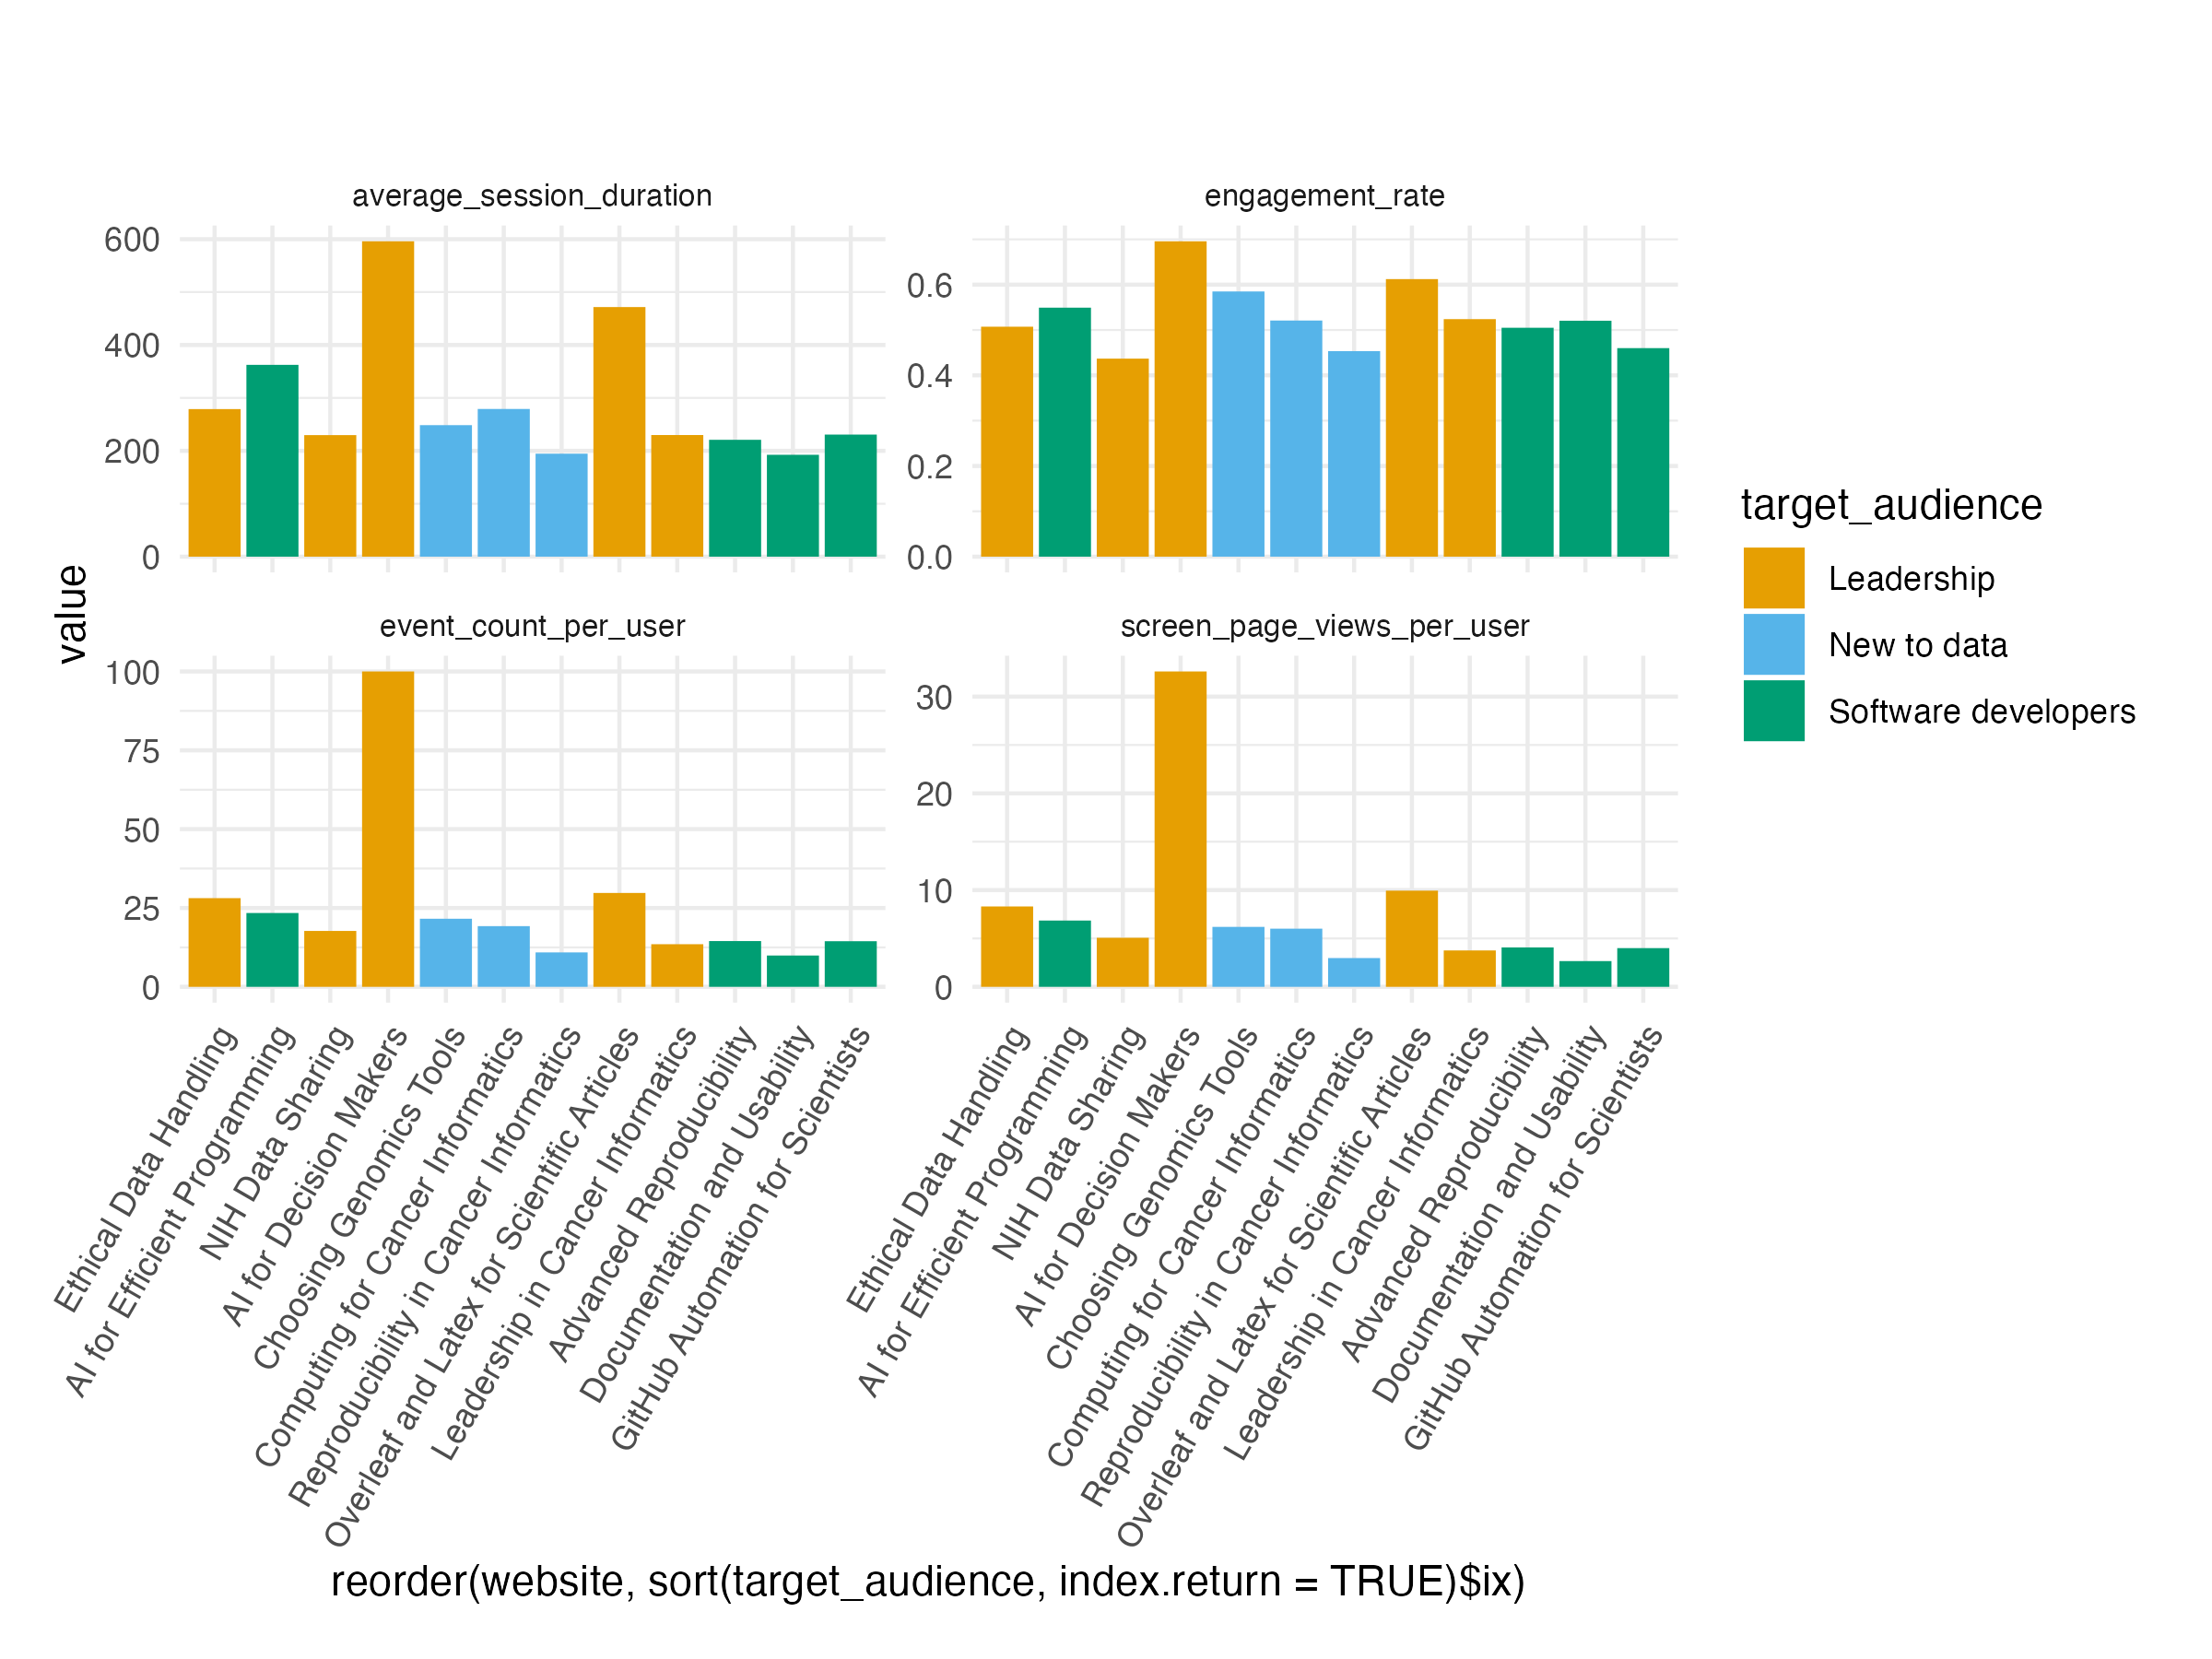 average_session_duration
engagement_rate
600
400
200
0
0.6
0.4
0.2
0.0
value
event_count_per_user
screen_page_views_per_user
100
75
50
25
0
30
20
10
0
Ethical Data Handling
AI for Efficient Programming
NIH Data Sharing
AI for Decision Makers
Choosing Genomics Tools
Computing for Cancer Informatics
Reproducibility in Cancer Informatics
Overleaf and Latex for Scientific Articles
Leadership in Cancer Informatics
Advanced Reproducibility
Documentation and Usability
GitHub Automation for Scientists
Ethical Data Handling
AI for Efficient Programming
NIH Data Sharing
AI for Decision Makers
Choosing Genomics Tools
Computing for Cancer Informatics
Reproducibility in Cancer Informatics
Overleaf and Latex for Scientific Articles
Leadership in Cancer Informatics
Advanced Reproducibility
Documentation and Usability
GitHub Automation for Scientists
reorder(website, sort(target_audience, index.return = TRUE)$ix)
target_audience
Leadership
New to data
Software developers